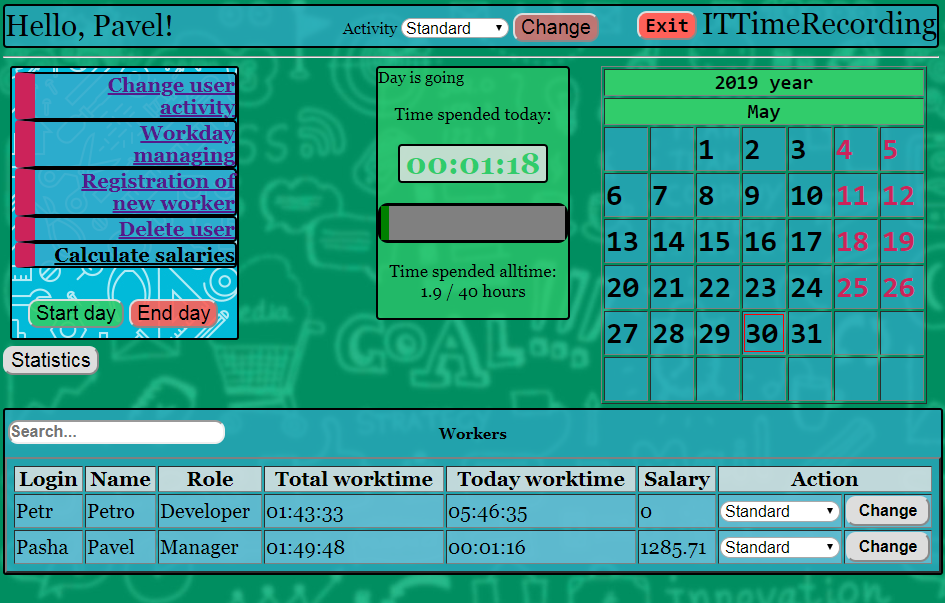 Hello, Pavel!
Activity Standard Change
Exit ITTimeRecording
Change user
activity
Workday
managing
Registration of
new worker
Delete user
Calculate salaries
Start day End day
Statistics
Day is going
Time spended today:
00:01:18
Time spended alltime:
1.9 / 40 hours
2019 year
May
1 2 3 4 5
6 7 8 9 10 11 12
13 14 15 16 17 18 19
20 21 22 23 24 25 26
27 28 29 30 31
GOAL...
STRATEGY
Search...
Workers
Login Name Role Total worktime Today worktime Salary Action
Petr Petro Developer 01:43:33 05:46:35 0 Standard Change
Pasha Pavel Manager 01:49:48 00:01:16 1285.71 Standard Change
Innovation